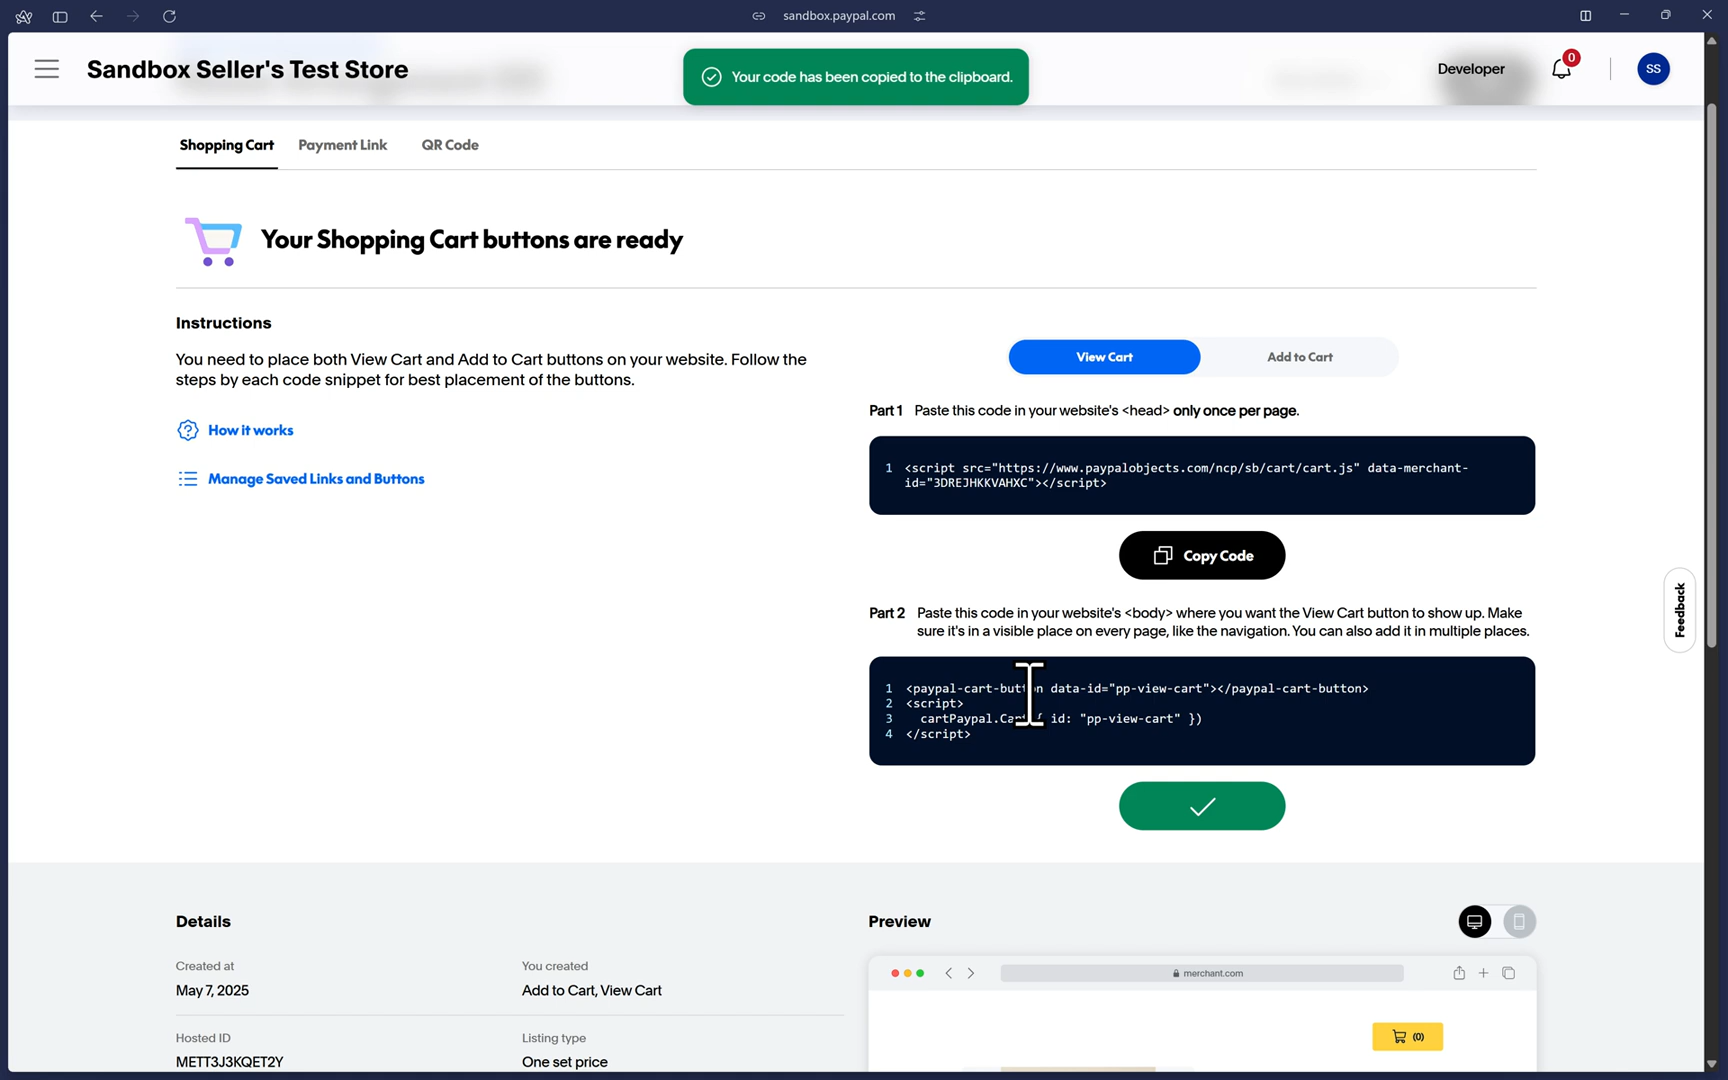 sandbox.paypal.com
Sandbox Seller's Test Store
Your code has been copied to the clipboard.
Developer
0
SS
Shopping Cart
Payment Link
QR Code
Your Shopping Cart buttons are ready
Instructions
You need to place both View Cart and Add to Cart buttons on your website. Follow the
steps by each code snippet for best placement of the buttons.
How it works
Manage Saved Links and Buttons
View Cart
Add to Cart
Part 1 Paste this code in your website's <head> only once per page.
1 <script src="https://www.paypalobjects.com/ncp/sb/cart/cart.js" data-merchant-
id="3DREJHKKVAHXC"></script>
Copy Code
Part 2 Paste this code in your website's <body> where you want the View Cart button to show up. Make
sure it's in a visible place on every page, like the navigation. You can also add it in multiple places.
1 <paypal-cart-button data-id="pp-view-cart"></paypal-cart-button>
2 <script>
3 cartPaypal.Cart({ id: "pp-view-cart" })
4 </script>
Feedback
Details
Created at
May 7, 2025
You created
Add to Cart, View Cart
Hosted ID
METT3J3KQET2Y
Listing type
One set price
Preview
merchant.com
(0)